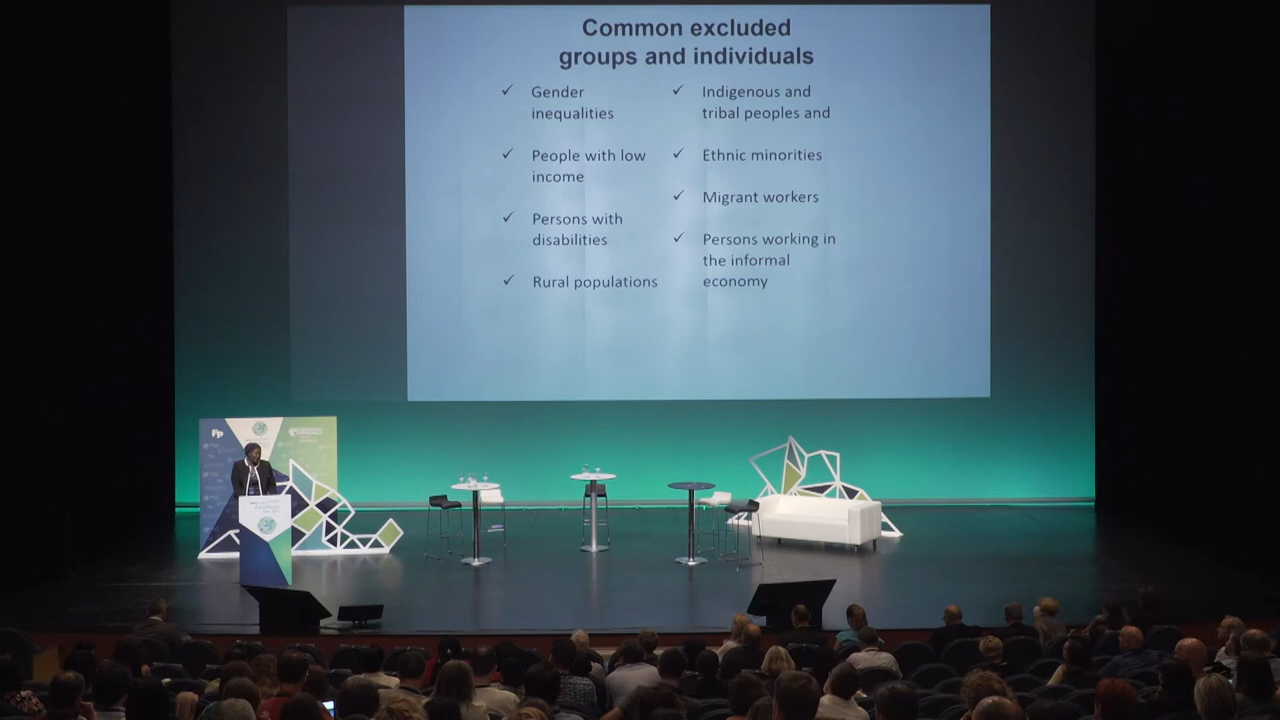 Common excluded
groups and individuals
✓ Gender
inequalities
✓ People with low
income
✓ Persons with
disabilities
✓ Rural populations
✓ Indigenous and
tribal peoples and
✓ Ethnic minorities
✓ Migrant workers
✓ Persons working in
the informal
economy